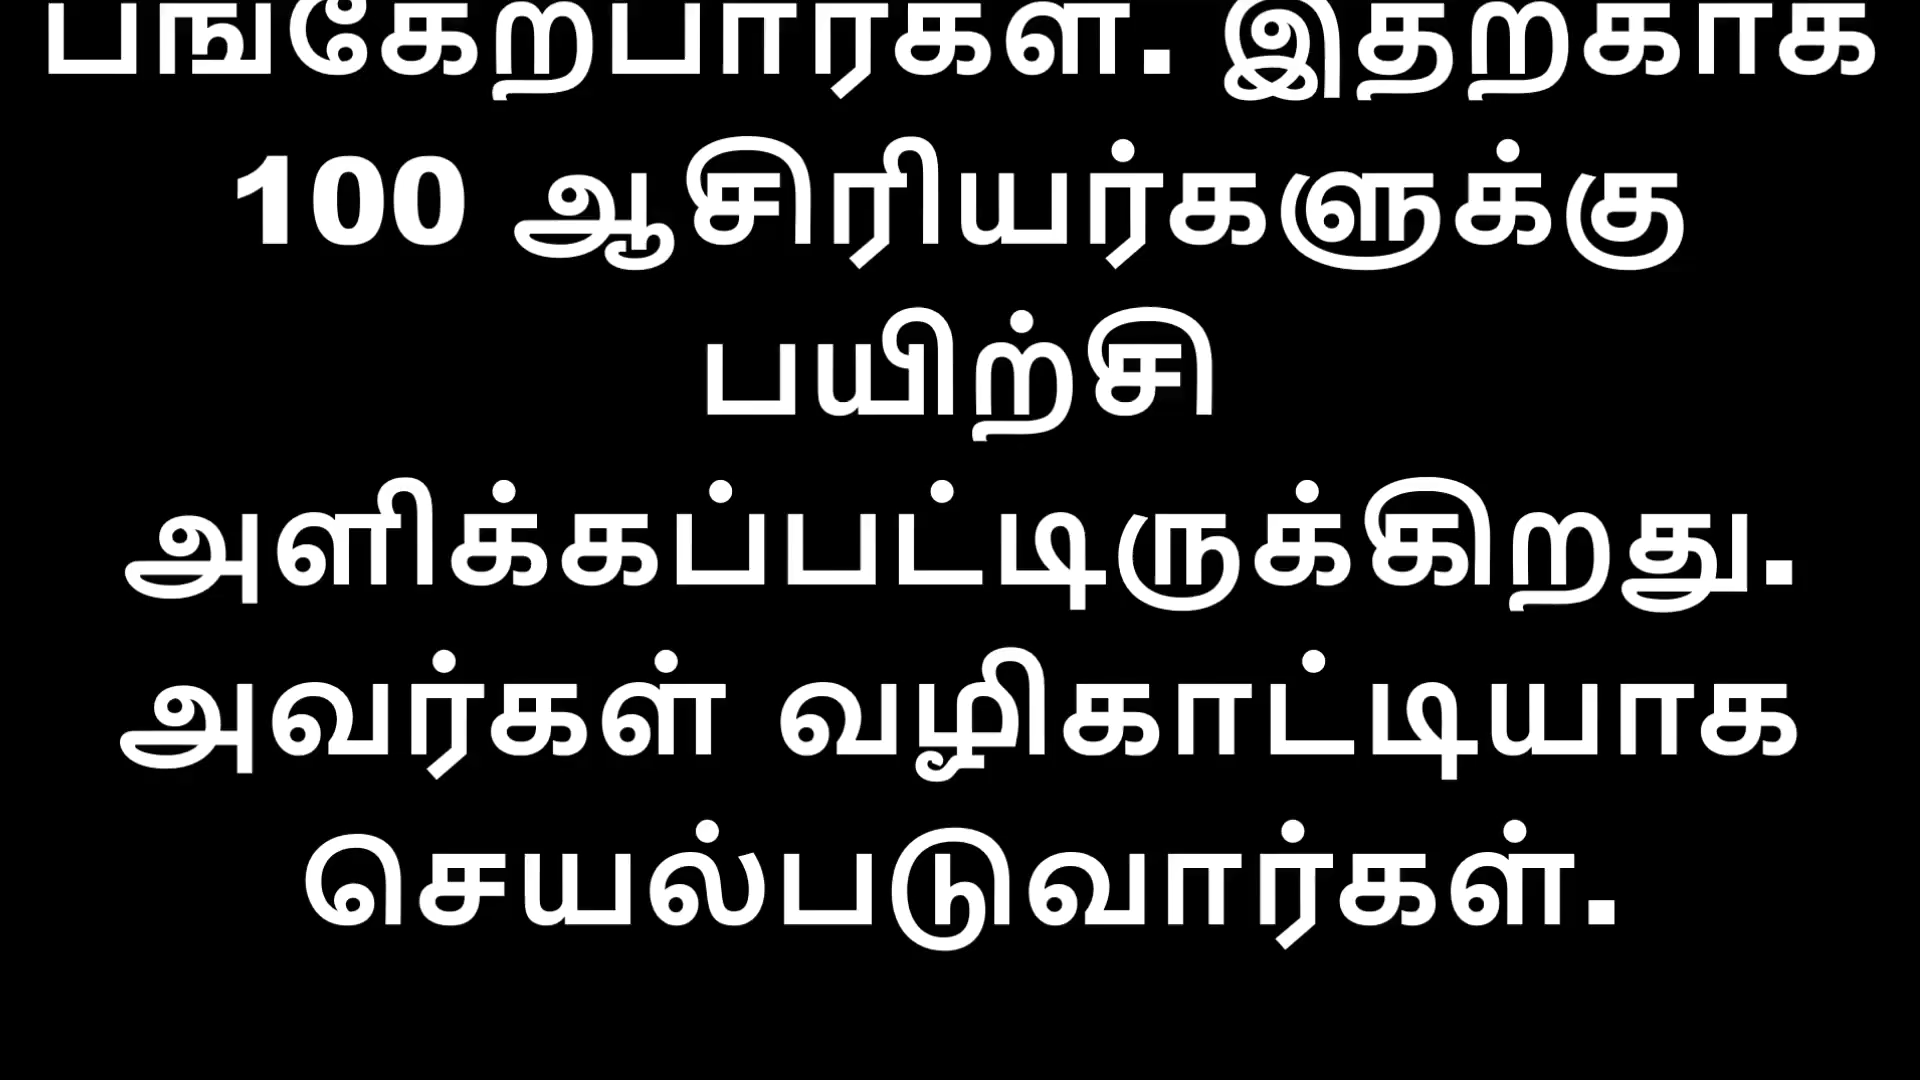 பங்கேற்பார்கள். இதற்காக
100 ஆசிரியர்களுக்கு
பயிற்சி
அளிக்கப்பட்டிருக்கிறது.
அவர்கள் வழிகாட்டியாக
செயல்படுவார்கள்.